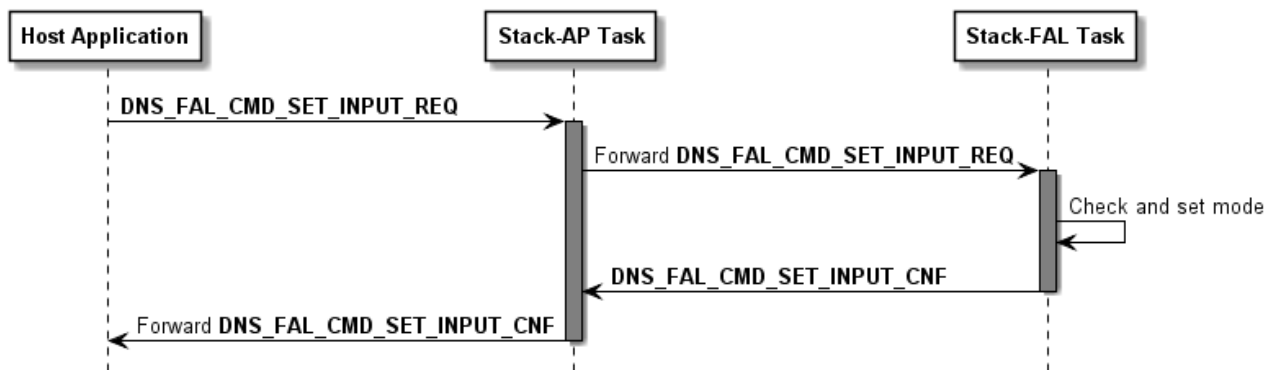 Host Application
Stack-AP Task
Stack-FAL Task
DNS_FAL_CMD_SET_INPUT_REQ
Forward DNS_FAL_CMD_SET_INPUT_REQ
Check and set mode
DNS_FAL_CMD_SET_INPUT_CNF
Forward DNS_FAL_CMD_SET_INPUT_CNF